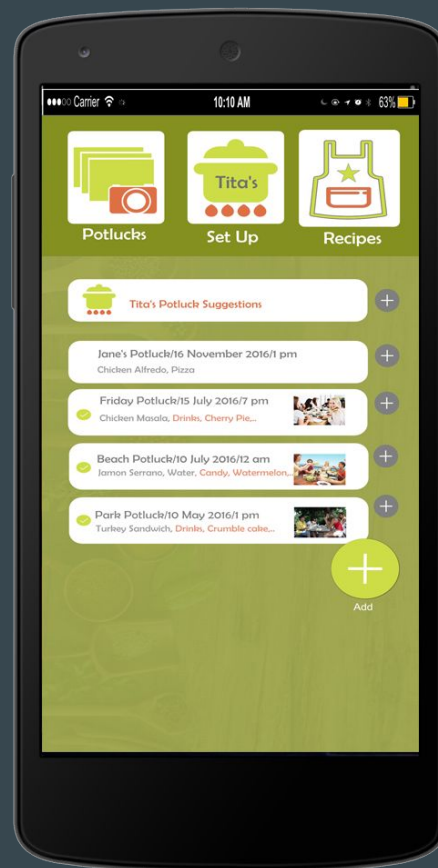 Carrier 10:10 AM 63%
Tita's
Potlucks Set Up Recipes
Tita's Potluck Suggestions
Jane's Potluck/16 November 2016/1 pm
Chicken Alfredo, Pizza
Friday Potluck/15 July 2016/7 pm
Chicken Masala, Drinks, Cherry Pie,..
Beach Potluck/10 July 2016/12 am
Jamon Serrano, Water, Candy, Watermelon,..
Park Potluck/10 May 2016/1 pm
Turkey Sandwich, Drinks, Crumble cake,..
Add